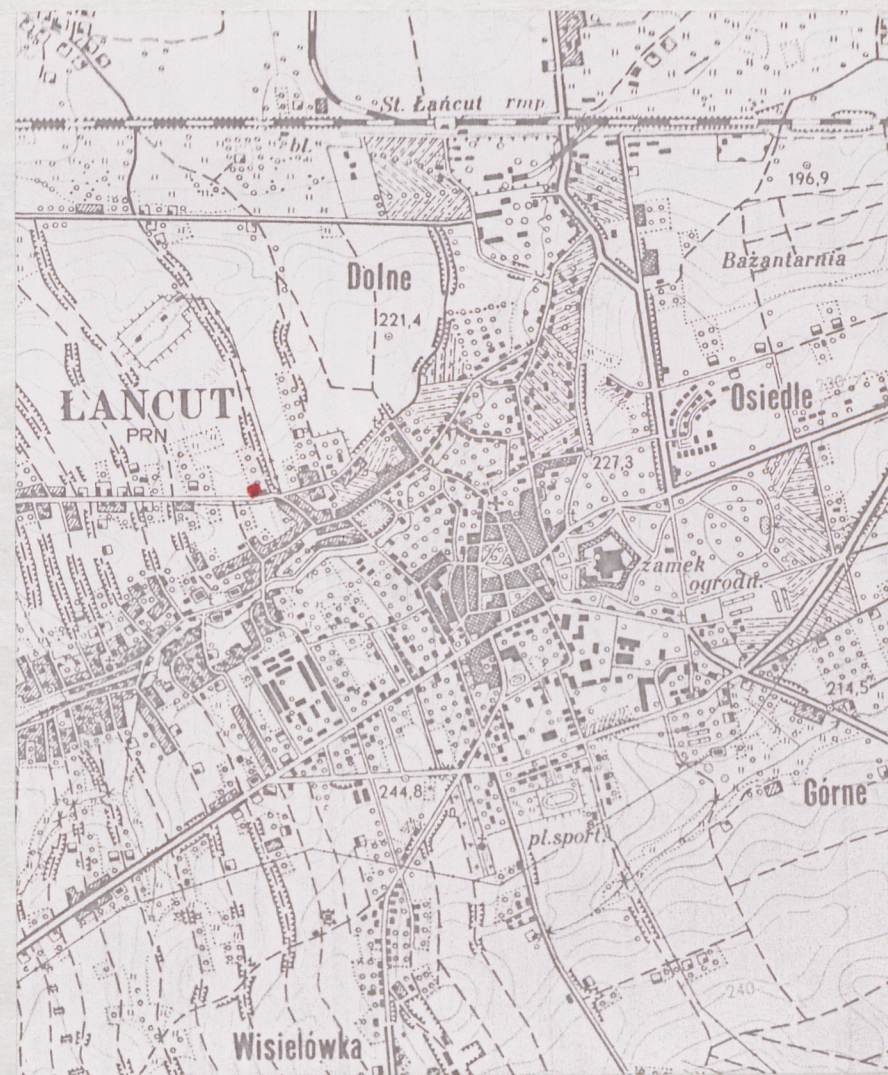 St. Łańcut rmp
bl.
196,9
Dolne
Bażantarnia
221,4
ŁAŃCUT
PRN
Osiedle
227,3
zamek
ogrodn.
214,5
244,8
Górne
pl.sport.
240
Wisielówka